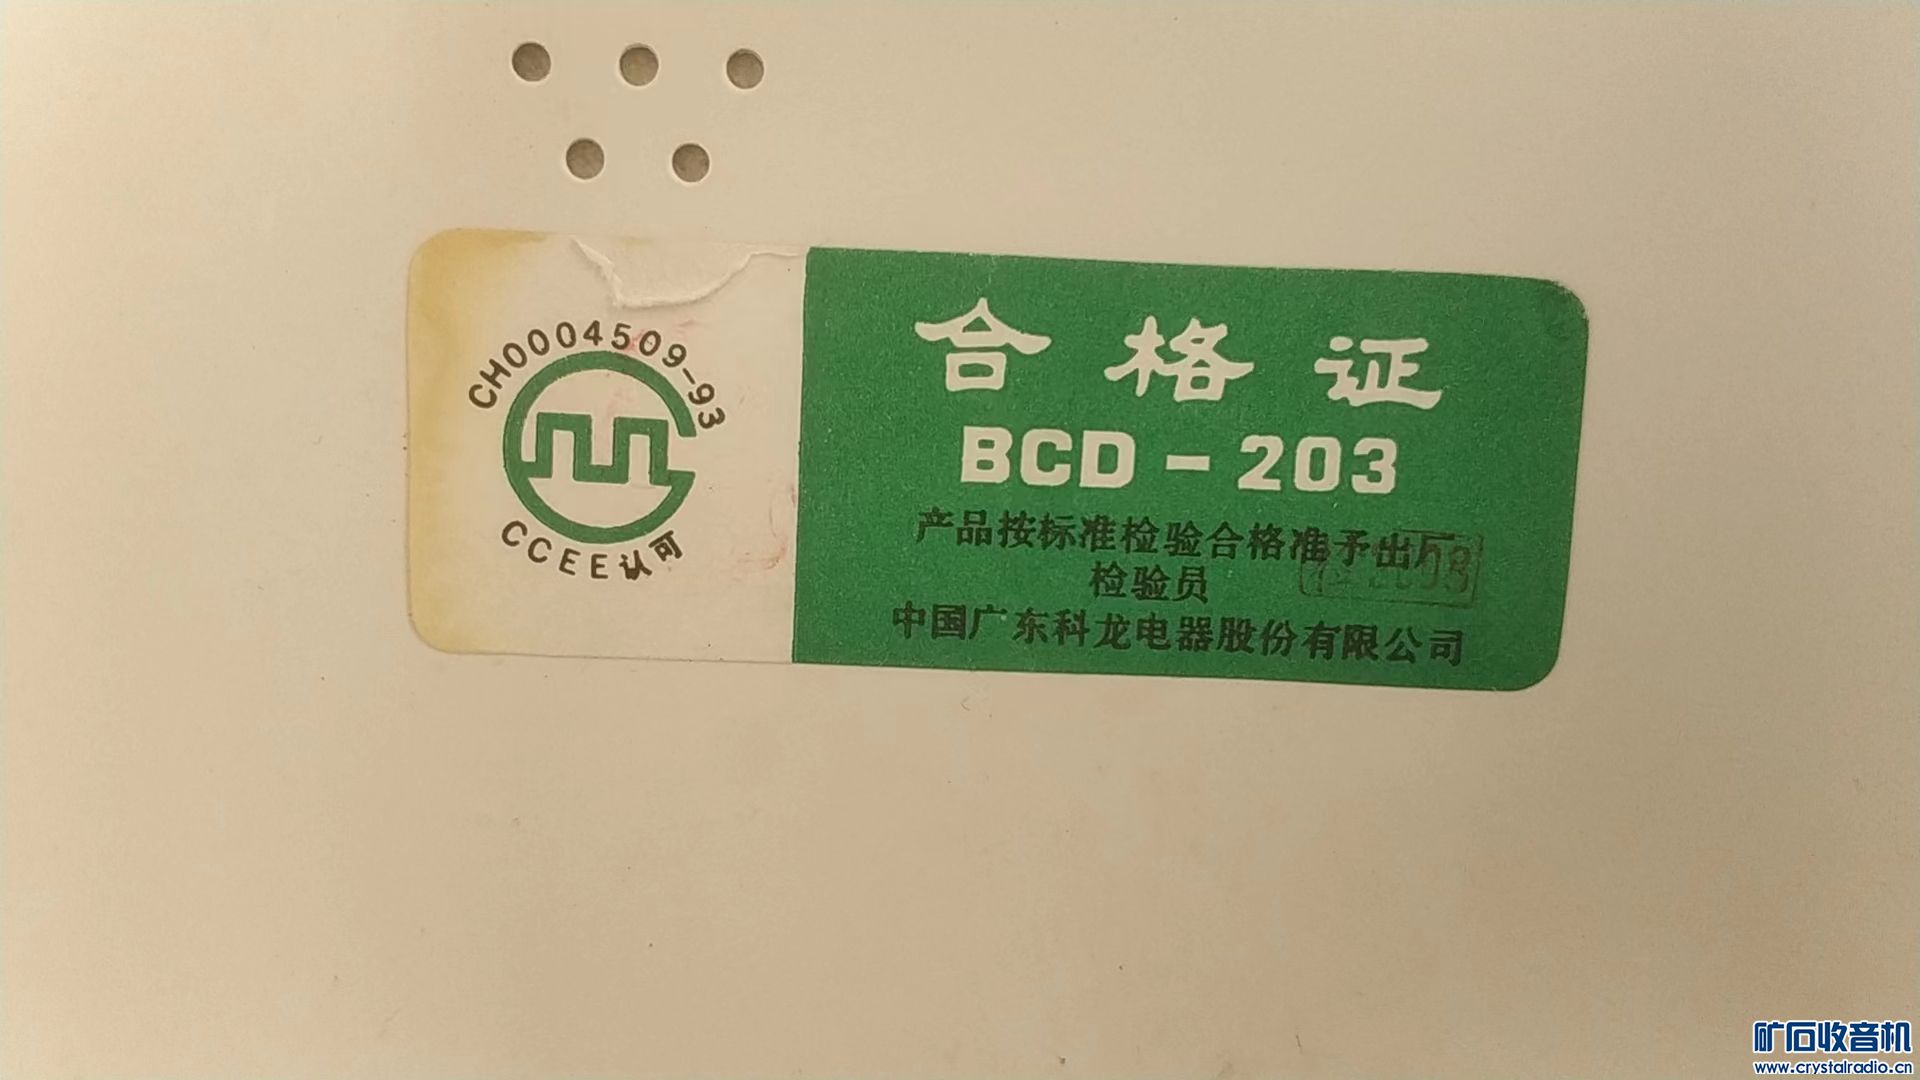 CH0004509-93
CCEE认可
合格证
BCD-203
产品按标准检验合格准予出厂
检验员
中国广东科龙电器股份有限公司
矿石收音机
www.crystalradio.cn